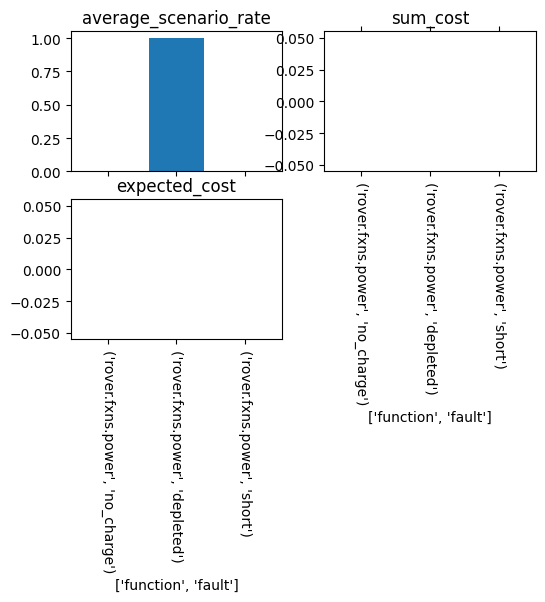 average_scenario_rate
1.00
0.75
0.50
0.25
0.00
sum_cost
0.050
0.025
0.000
−0.025
−0.050
('rover.fxns.power', 'no_charge')
('rover.fxns.power', 'depleted')
('rover.fxns.power', 'short')
['function', 'fault']
expected_cost
0.050
0.025
0.000
−0.025
−0.050
('rover.fxns.power', 'no_charge')
('rover.fxns.power', 'depleted')
('rover.fxns.power', 'short')
['function', 'fault']